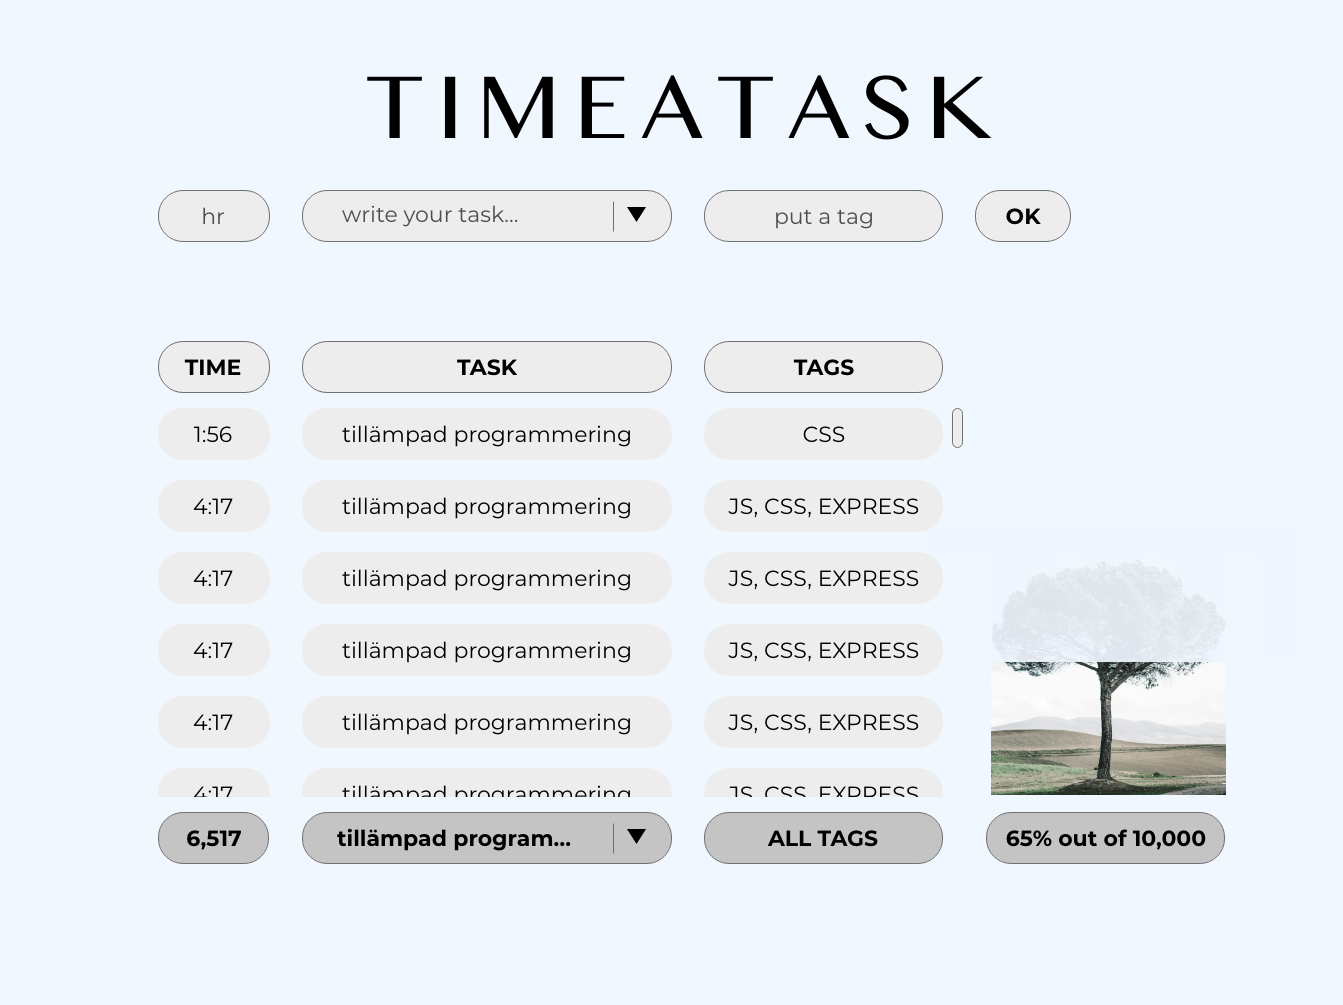 TIMEATASK
hr write your task... put a tag OK
TIME TASK TAGS
1:56 tillämpad programmering CSS
4:17 tillämpad programmering JS, CSS, EXPRESS
4:17 tillämpad programmering JS, CSS, EXPRESS
4:17 tillämpad programmering JS, CSS, EXPRESS
4:17 tillämpad programmering JS, CSS, EXPRESS
4:17 tillämpad programmering JS, CSS, EXPRESS
6,517 tillämpad program... ALL TAGS 65% out of 10,000